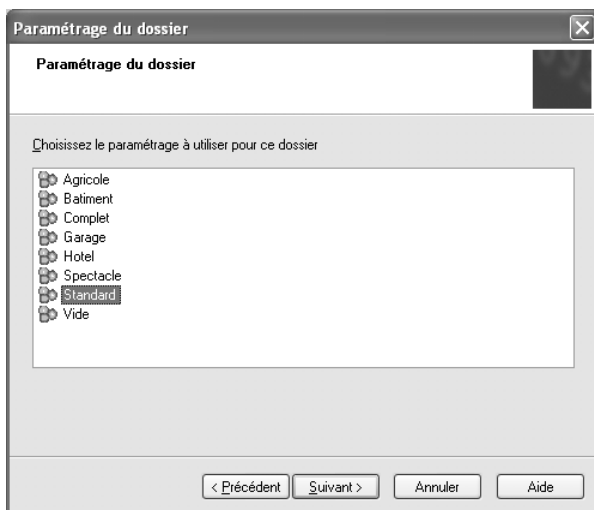 Paramétrage du dossier
Paramétrage du dossier
Choisissez le paramétrage à utiliser pour ce dossier
Agricole
Batiment
Complet
Garage
Hotel
Spectacle
Standard
Vide
< Précédent Suivant > Annuler Aide